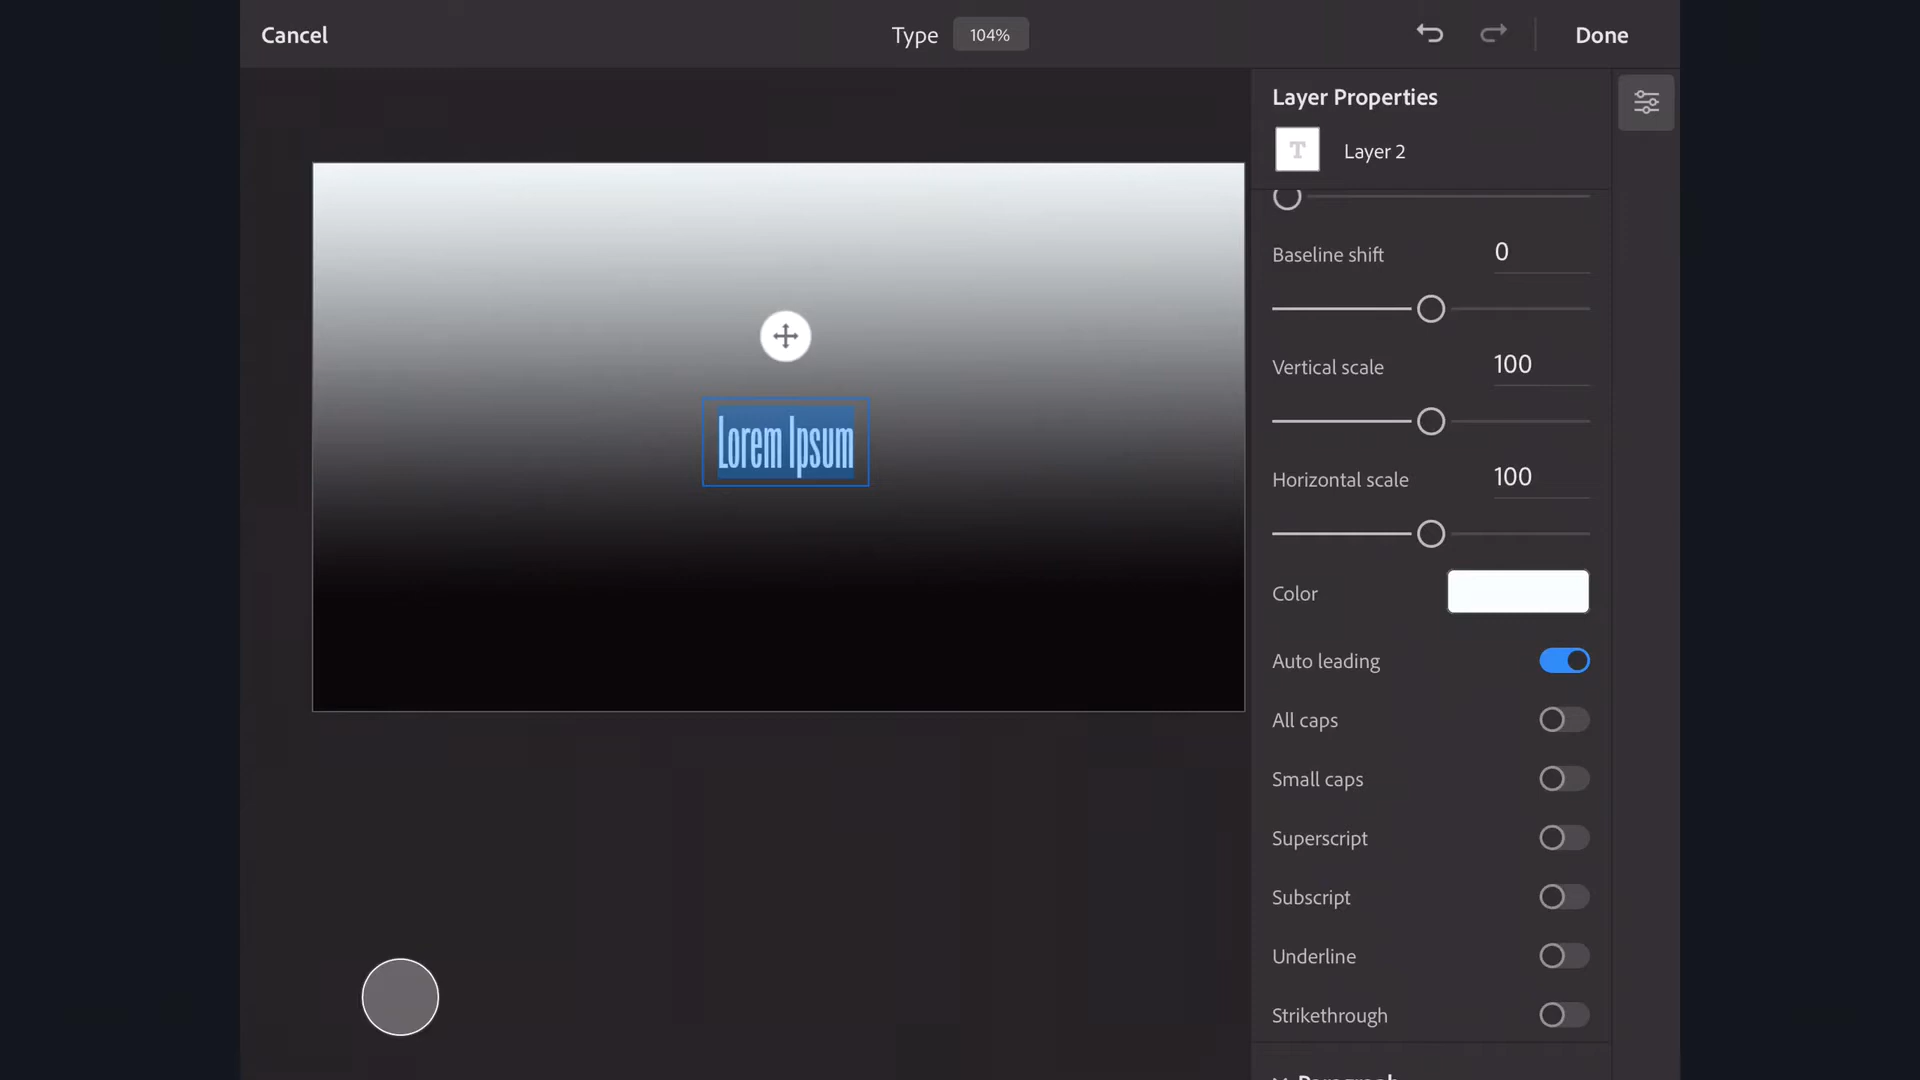 Cancel
Type 104%
Done
Layer Properties
T
Layer 2
Baseline shift 0
Vertical scale 100
Horizontal scale 100
Color
Auto leading
All caps
Small caps
Superscript
Subscript
Underline
Strikethrough
Paragraph
Lorem Ipsum